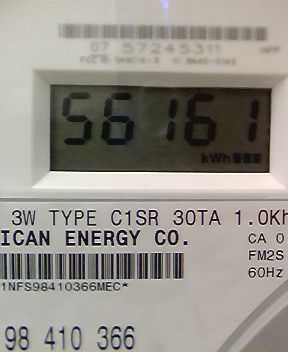 07 57245311
56161
kWh
3W TYPE C1SR 30TA 1.0Kh
ICAN ENERGY CO.
CA 0
FM2S
60Hz
1NFS98410366MEC*
98 410 366